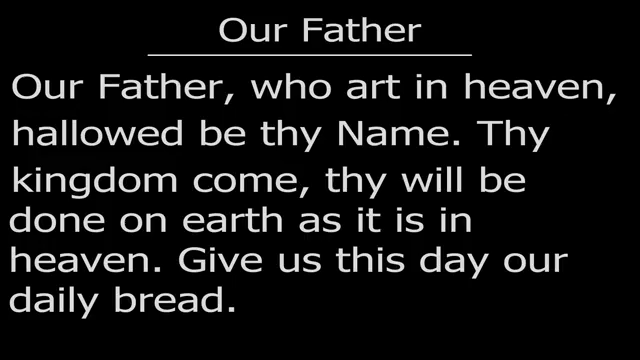 Our Father
Our Father, who art in heaven,
hallowed be thy Name. Thy
kingdom come, thy will be
done on earth as it is in
heaven. Give us this day our
daily bread.